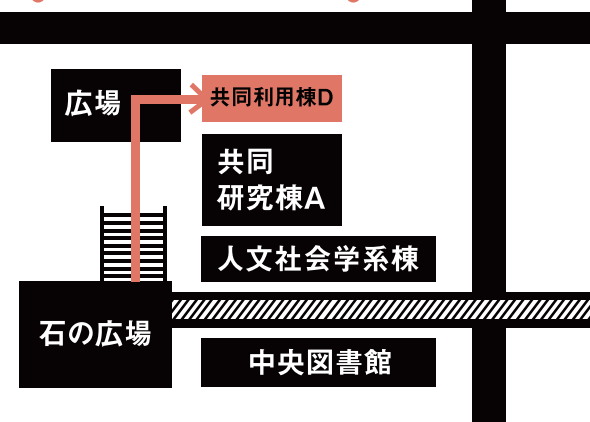 広場
共同利用棟D
共同
研究棟A
人文社会学系棟
石の広場
中央図書館